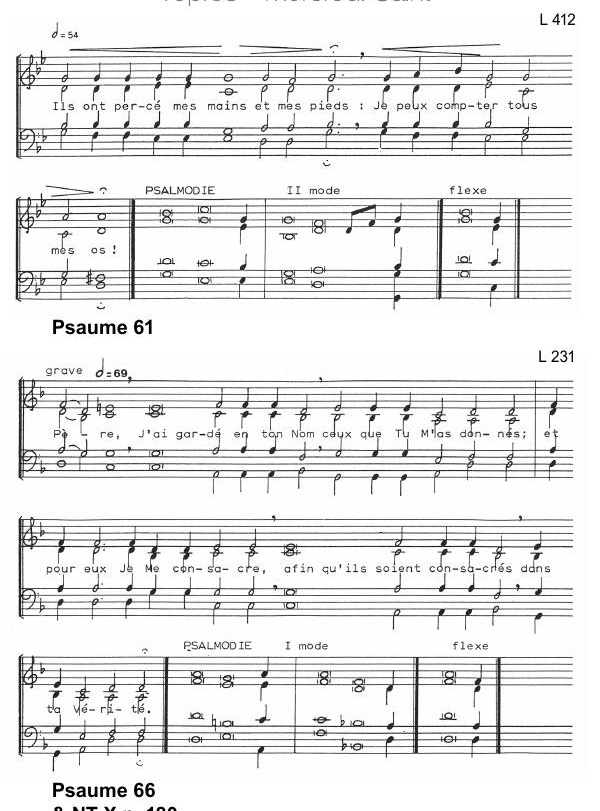 L 412
𝅗𝅥 = 54
Ils ont per-cé mes mains et mes pieds : Je peux comp-ter tous
PSALMODIE II mode flexe
mes os !
Psaume 61
L 231
grave 𝅗𝅥 = 69
Pè - re, J'ai gar-dé en ton Nom ceux que Tu M'as don-nés; et
pour eux Je Me con-sa- cre, afin qu'ils soient con-sa-crés dans
PSALMODIE I mode flexe
ta Vé-ri-té.
Psaume 66